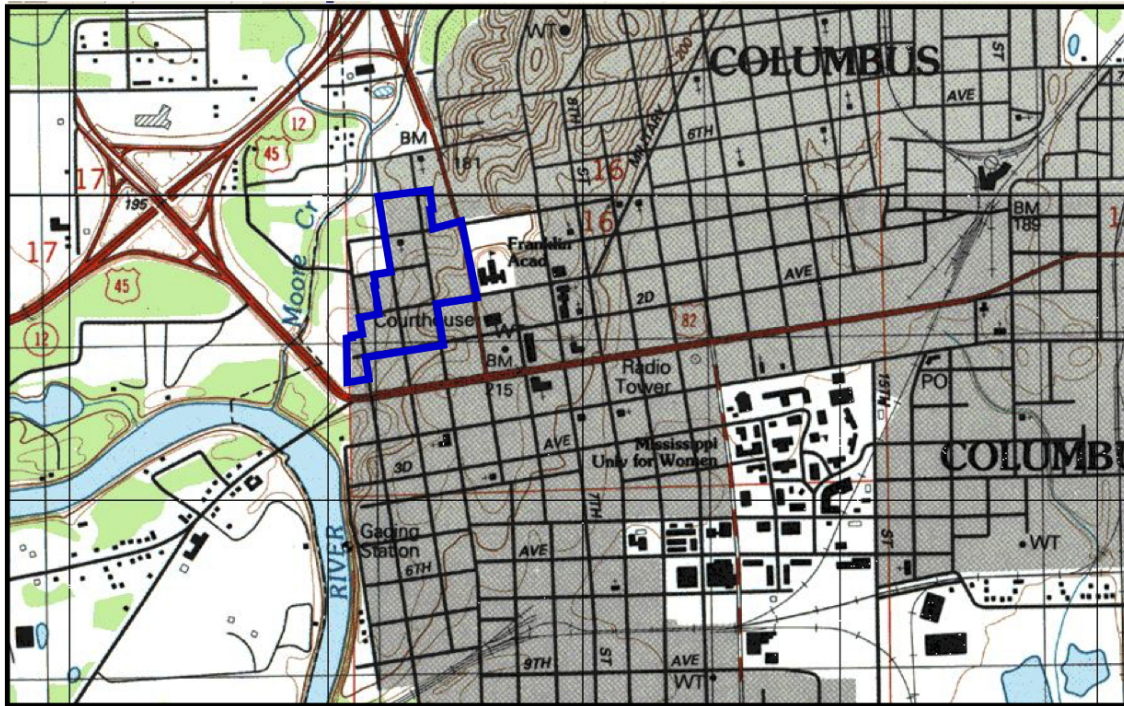 WT
COLUMBUS
ST
AVE
12
45
BM
181
8TH
ST
MILITARY
200
6TH
16
16
17
195
17
Moore Cr
BM
189
1
Franklin
Acad
45
AVE
2D
12
Courthouse
WT
82
BM
215
Radio
Tower
15TH
PO
AVE
3D
Mississippi
Univ for Women
COLUMBU
7TH
RIVER
Gaging
Station
AVE
6TH
ST
WT
9TH
ST
AVE
WT